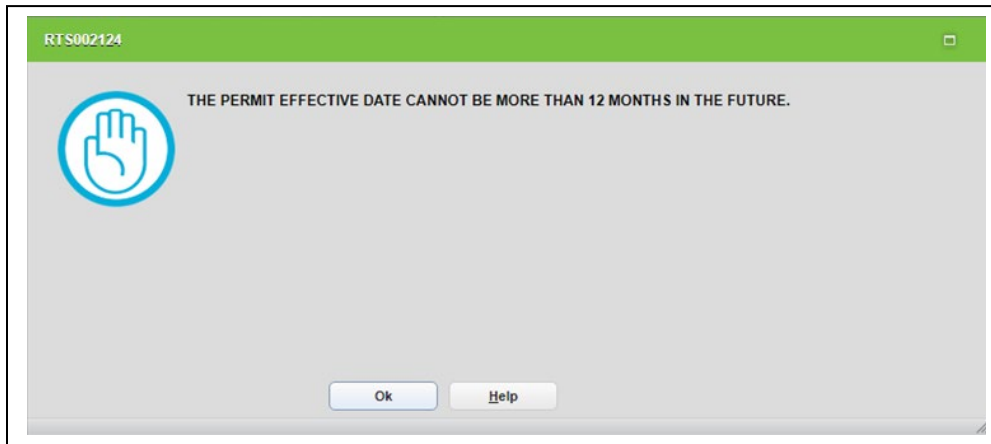 RTS002124
THE PERMIT EFFECTIVE DATE CANNOT BE MORE THAN 12 MONTHS IN THE FUTURE.
Ok
Help